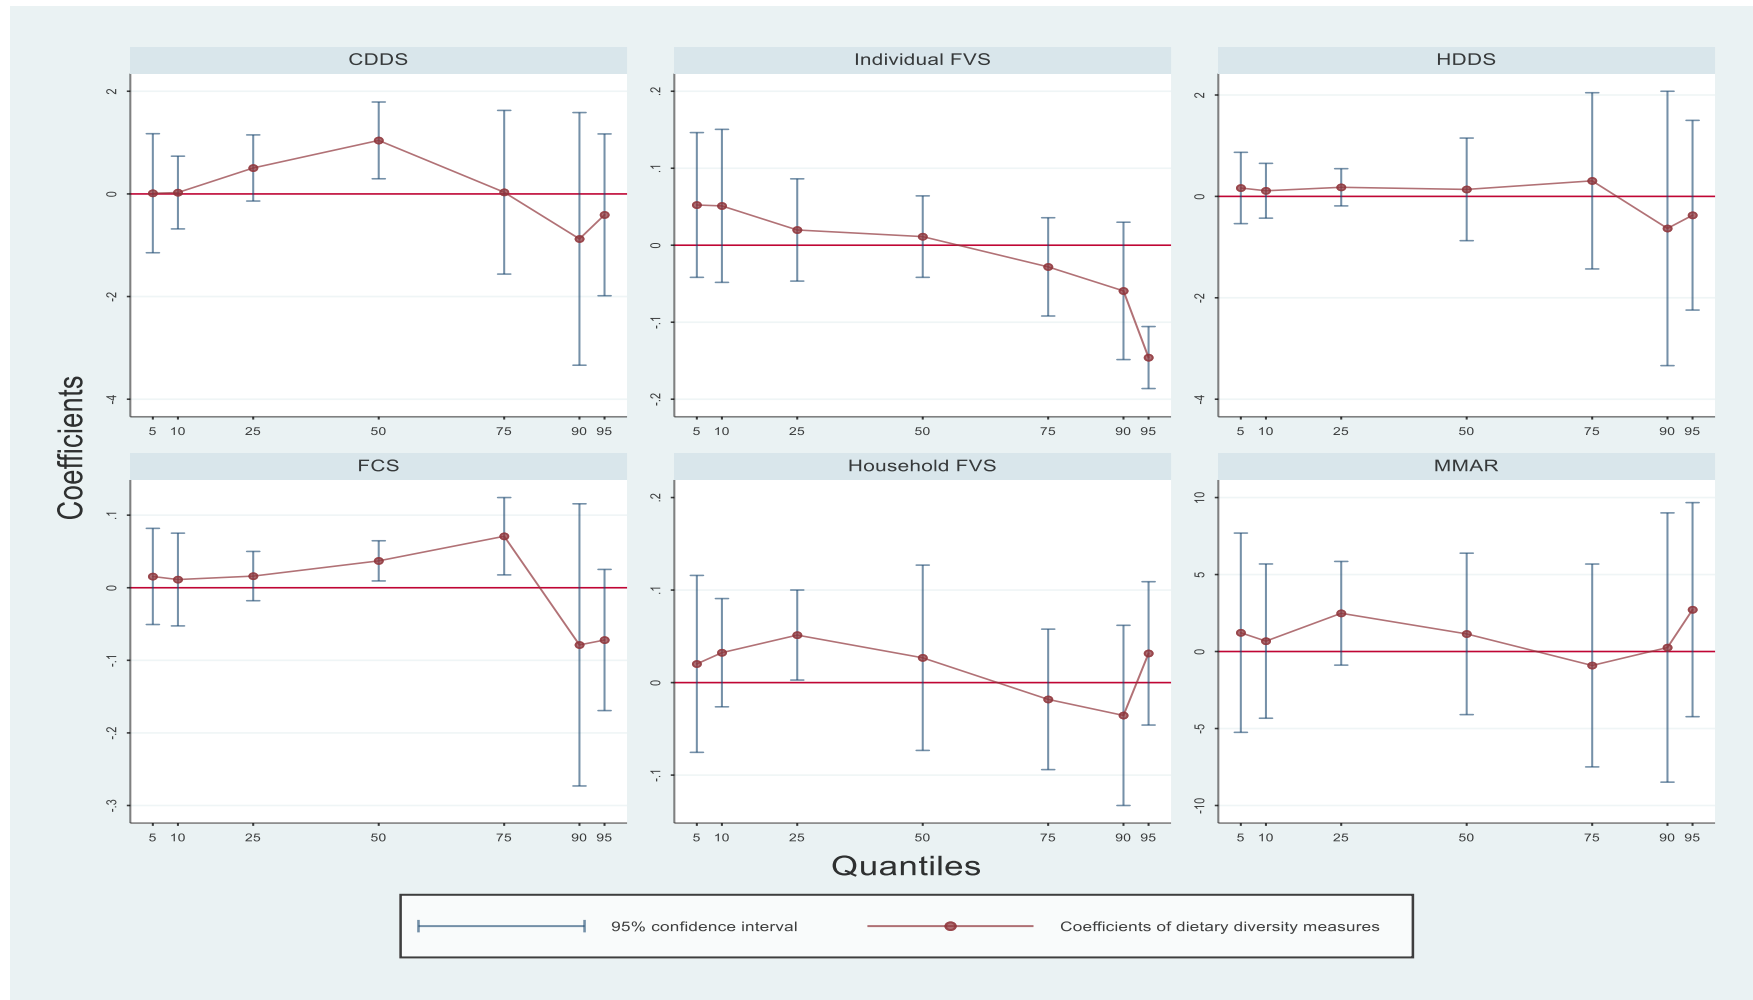 CDDS
Individual FVS
HDDS
2
0
-2
-4
5 10 25 50 75 90 95
.2
.1
0
-.1
-.2
5 10 25 50 75 90 95
2
0
-2
-4
5 10 25 50 75 90 95
Coefficients
FCS
Household FVS
MMAR
.1
0
-.1
-.2
-.3
5 10 25 50 75 90 95
.2
.1
0
-.1
5 10 25 50 75 90 95
10
5
0
-5
-10
5 10 25 50 75 90 95
Quantiles
95% confidence interval
Coefficients of dietary diversity measures